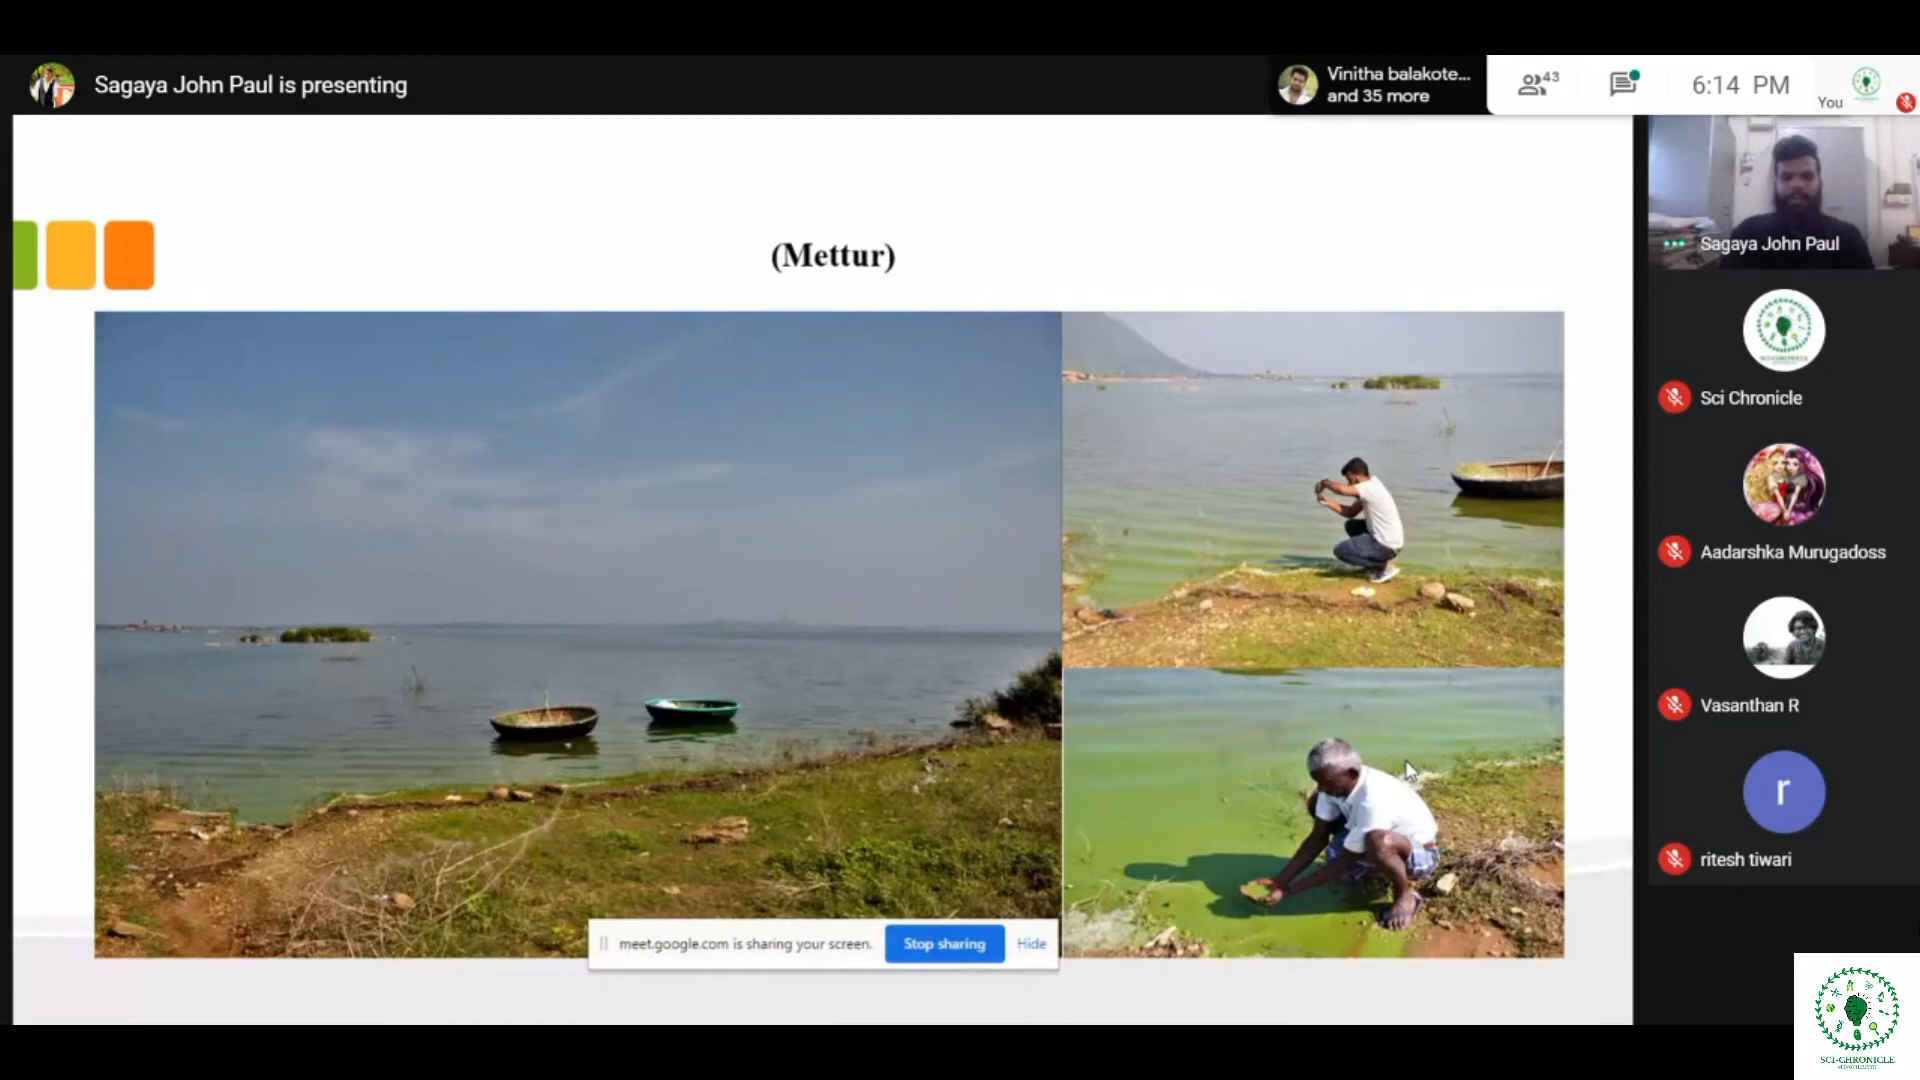 Sagaya John Paul is presenting
Vinitha balakote...
and 35 more
43
6:14 PM
You
(Mettur)
Sagaya John Paul
Sci Chronicle
Aadarshka Murugadoss
Vasanthan R
r
ritesh tiwari
meet.google.com is sharing your screen.
Stop sharing
Hide
SCI-CHRONICLE